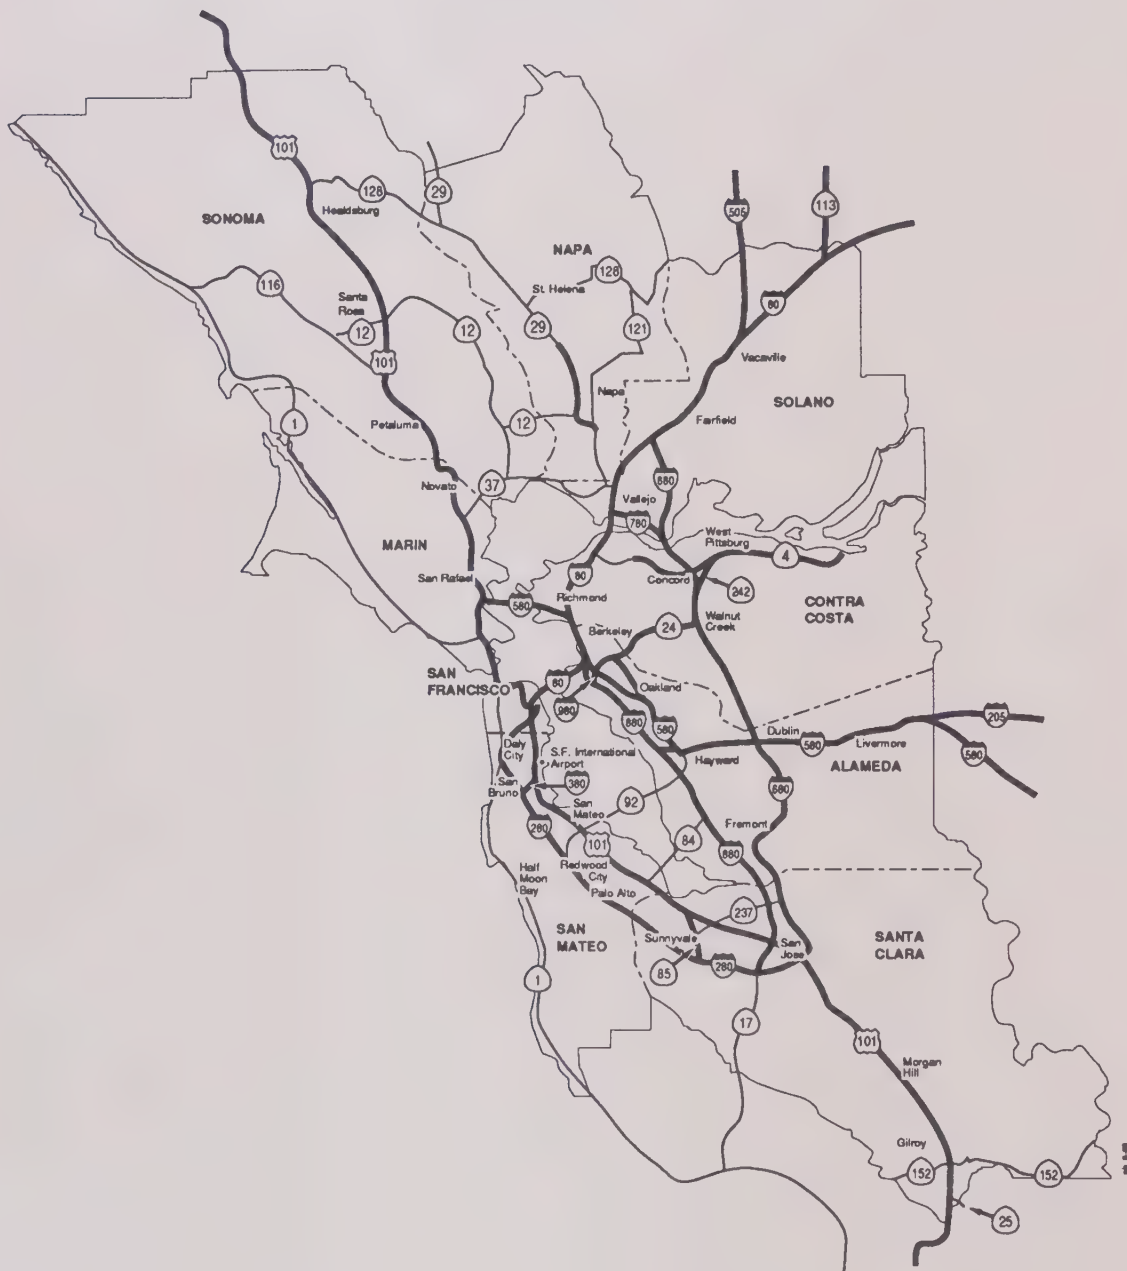 101
128
29
Healdsburg
SONOMA
505
113
NAPA
128
St. Helena
116
Santa
Rosa
12
12
29
121
80
101
Vacaville
Napa
SOLANO
1
Petaluma
12
Fairfield
Novato
37
680
Vallejo
780
West
Pittsburg
MARIN
4
San Rafael
80
Concord
242
Richmond
580
CONTRA
COSTA
Walnut
Creek
Berkeley
24
SAN
FRANCISCO
80
980
Oakland
880
580
205
Dublin
580
Livermore
580
Daly
City
S.F. International
Airport
Hayward
ALAMEDA
San
Bruno
380
680
92
San
Mateo
280
Fremont
101
84
880
Half
Moon
Bay
Redwood
City
Palo Alto
237
SAN
MATEO
Sunnyvale
San
Jose
SANTA
CLARA
85
280
1
17
101
Morgan
Hill
Gilroy
152
152
25